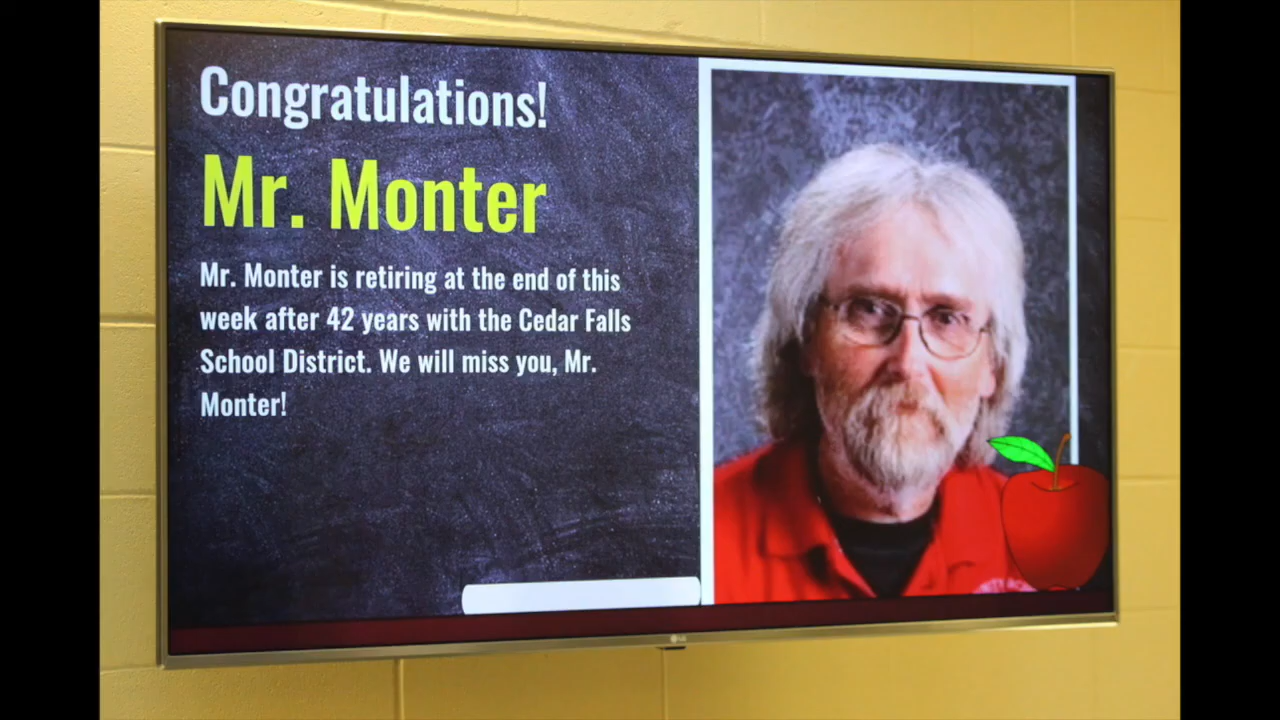 Congratulations!
Mr. Monter
Mr. Monter is retiring at the end of this
week after 42 years with the Cedar Falls
School District. We will miss you, Mr.
Monter!
LG